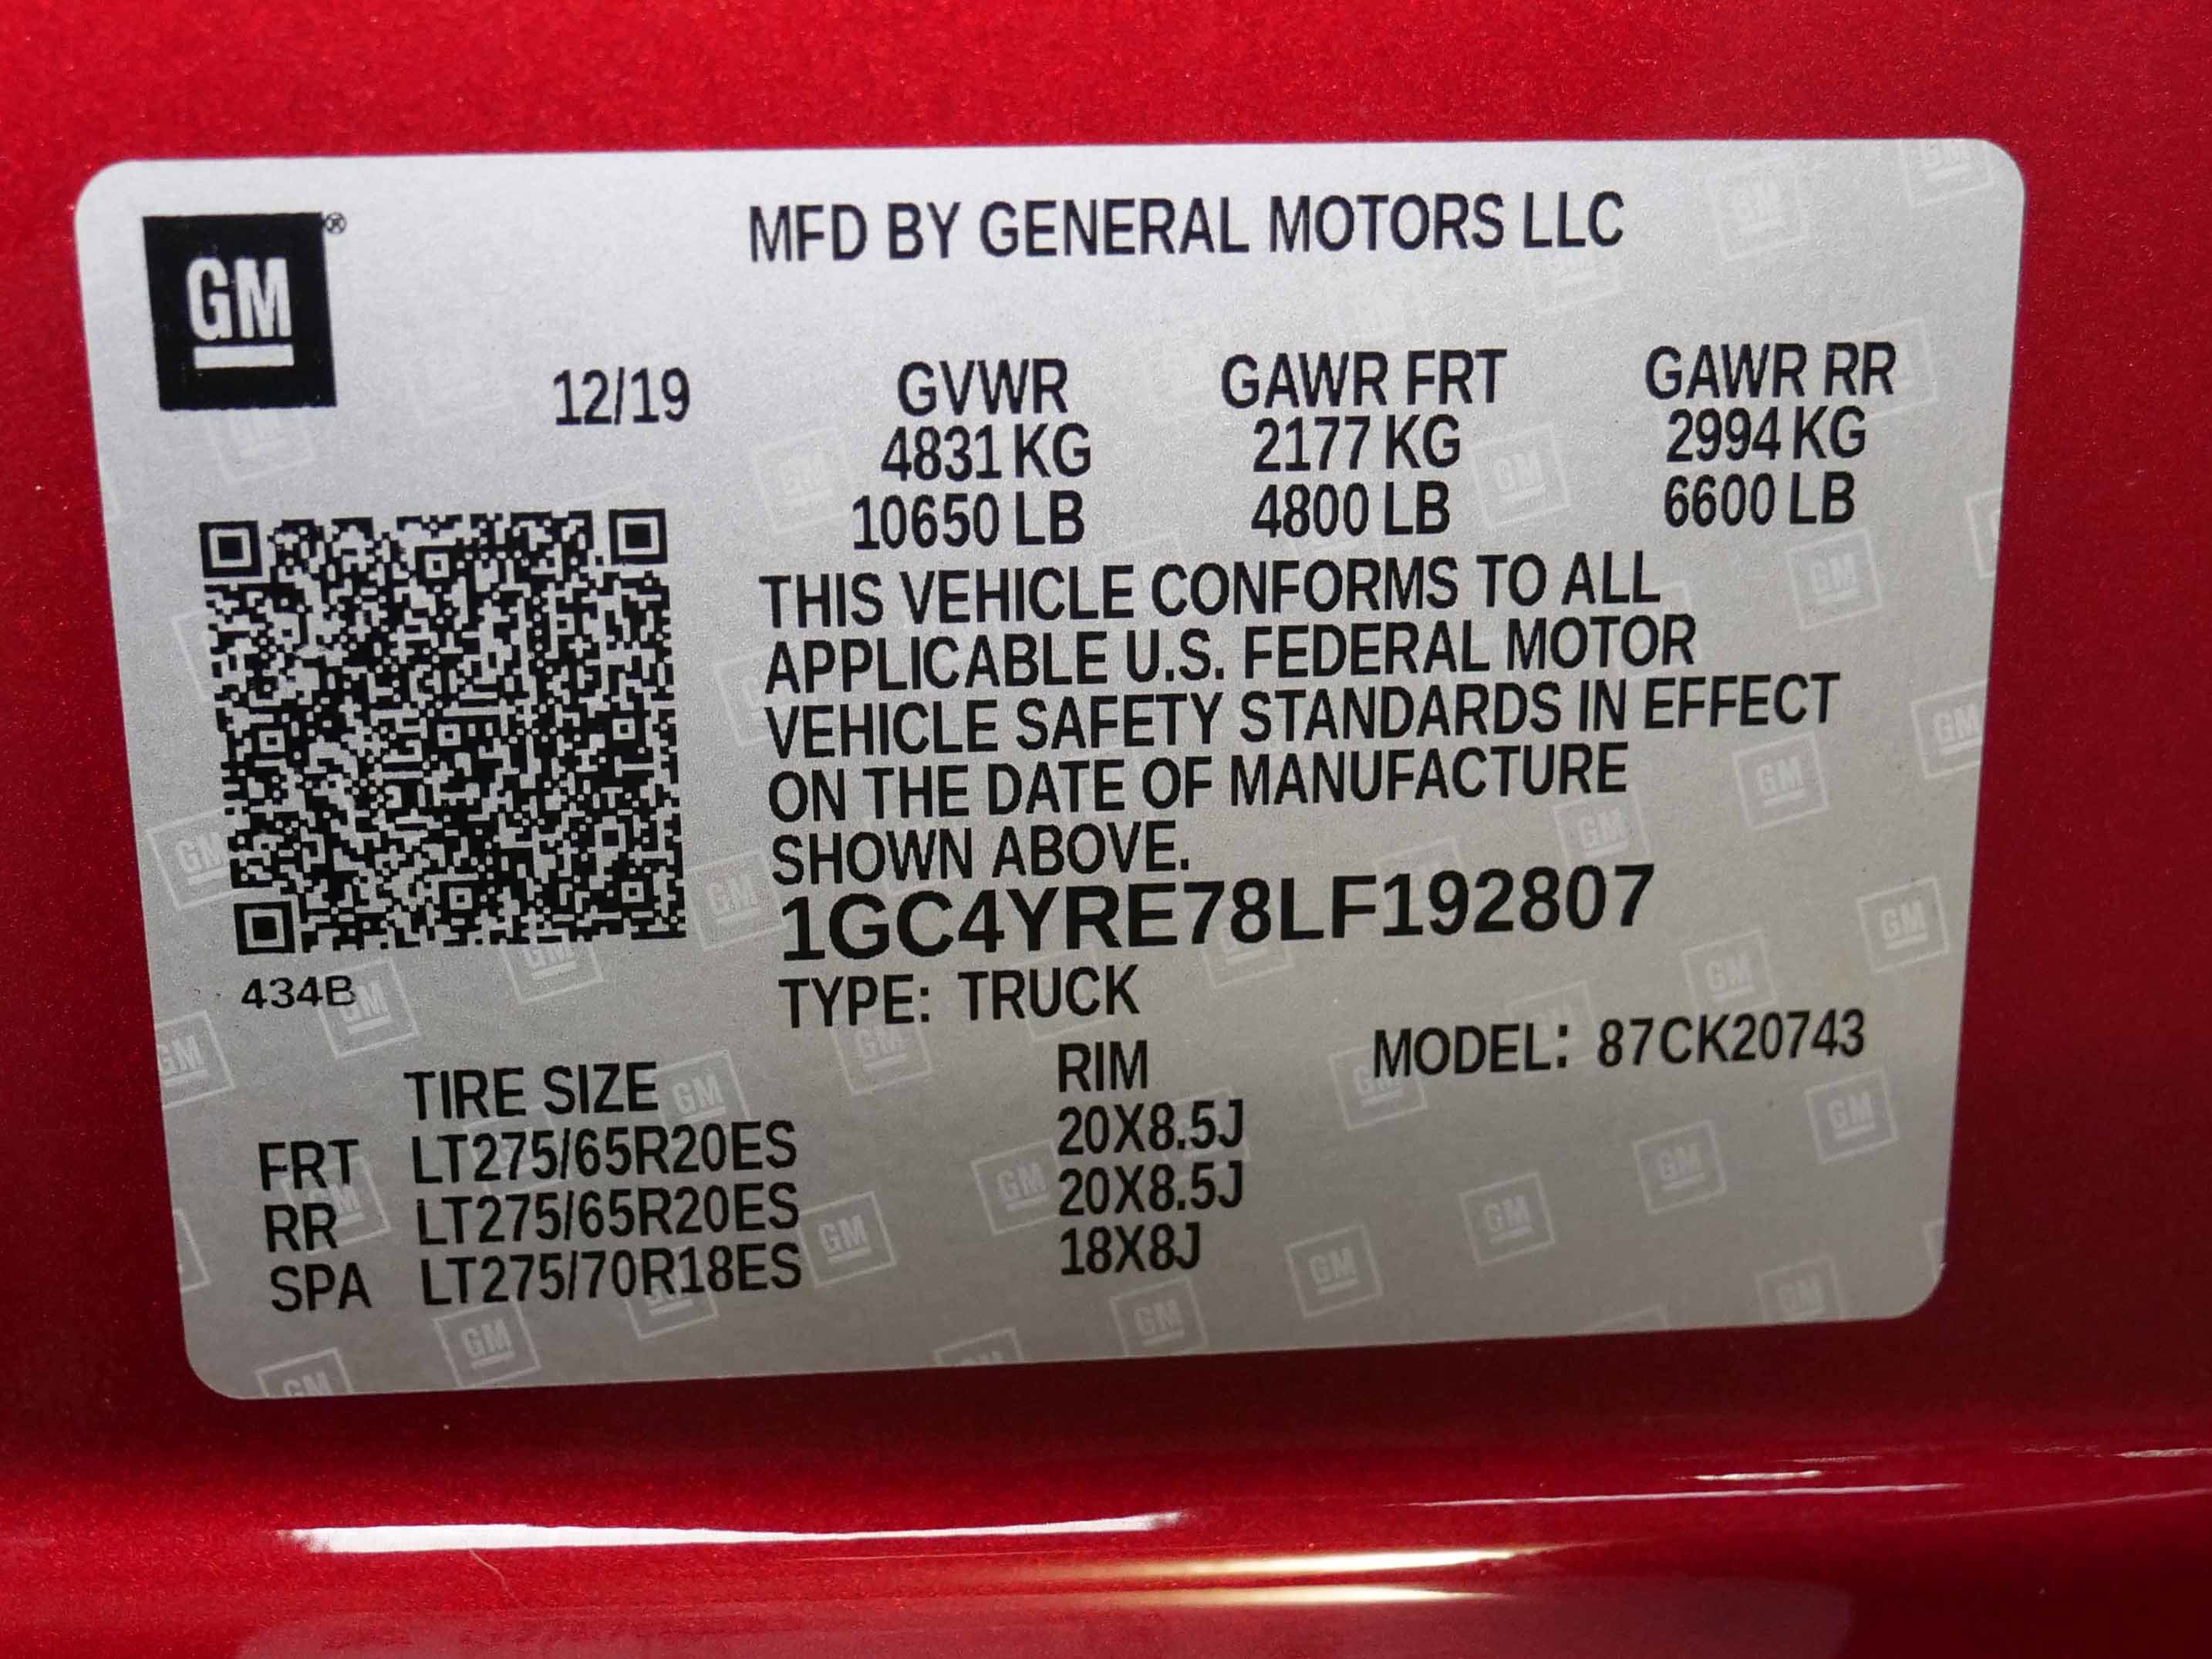 GM®
MFD BY GENERAL MOTORS LLC
12/19
GVWR GAWR FRT GAWR RR
4831 KG 2177 KG 2994 KG
10650 LB 4800 LB 6600 LB
THIS VEHICLE CONFORMS TO ALL
APPLICABLE U.S. FEDERAL MOTOR
VEHICLE SAFETY STANDARDS IN EFFECT
ON THE DATE OF MANUFACTURE
SHOWN ABOVE.
1GC4YRE78LF192807
434B
TYPE: TRUCK
MODEL: 87CK20743
TIRE SIZE RIM
FRT LT275/65R20ES 20X8.5J
RR LT275/65R20ES 20X8.5J
SPA LT275/70R18ES 18X8J